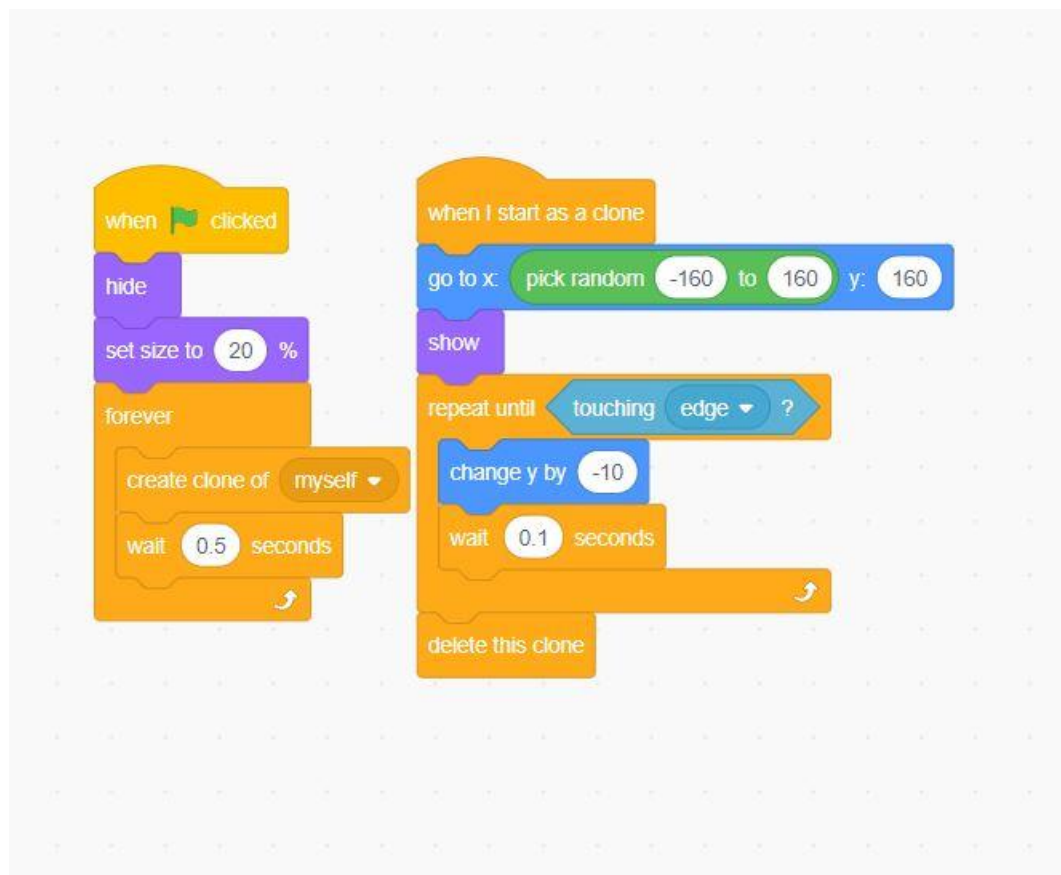 when clicked
hide
set size to 20 %
forever
create clone of myself
wait 0.5 seconds
when I start as a clone
go to x: pick random -160 to 160 y: 160
show
repeat until touching edge ?
change y by -10
wait 0.1 seconds
delete this clone